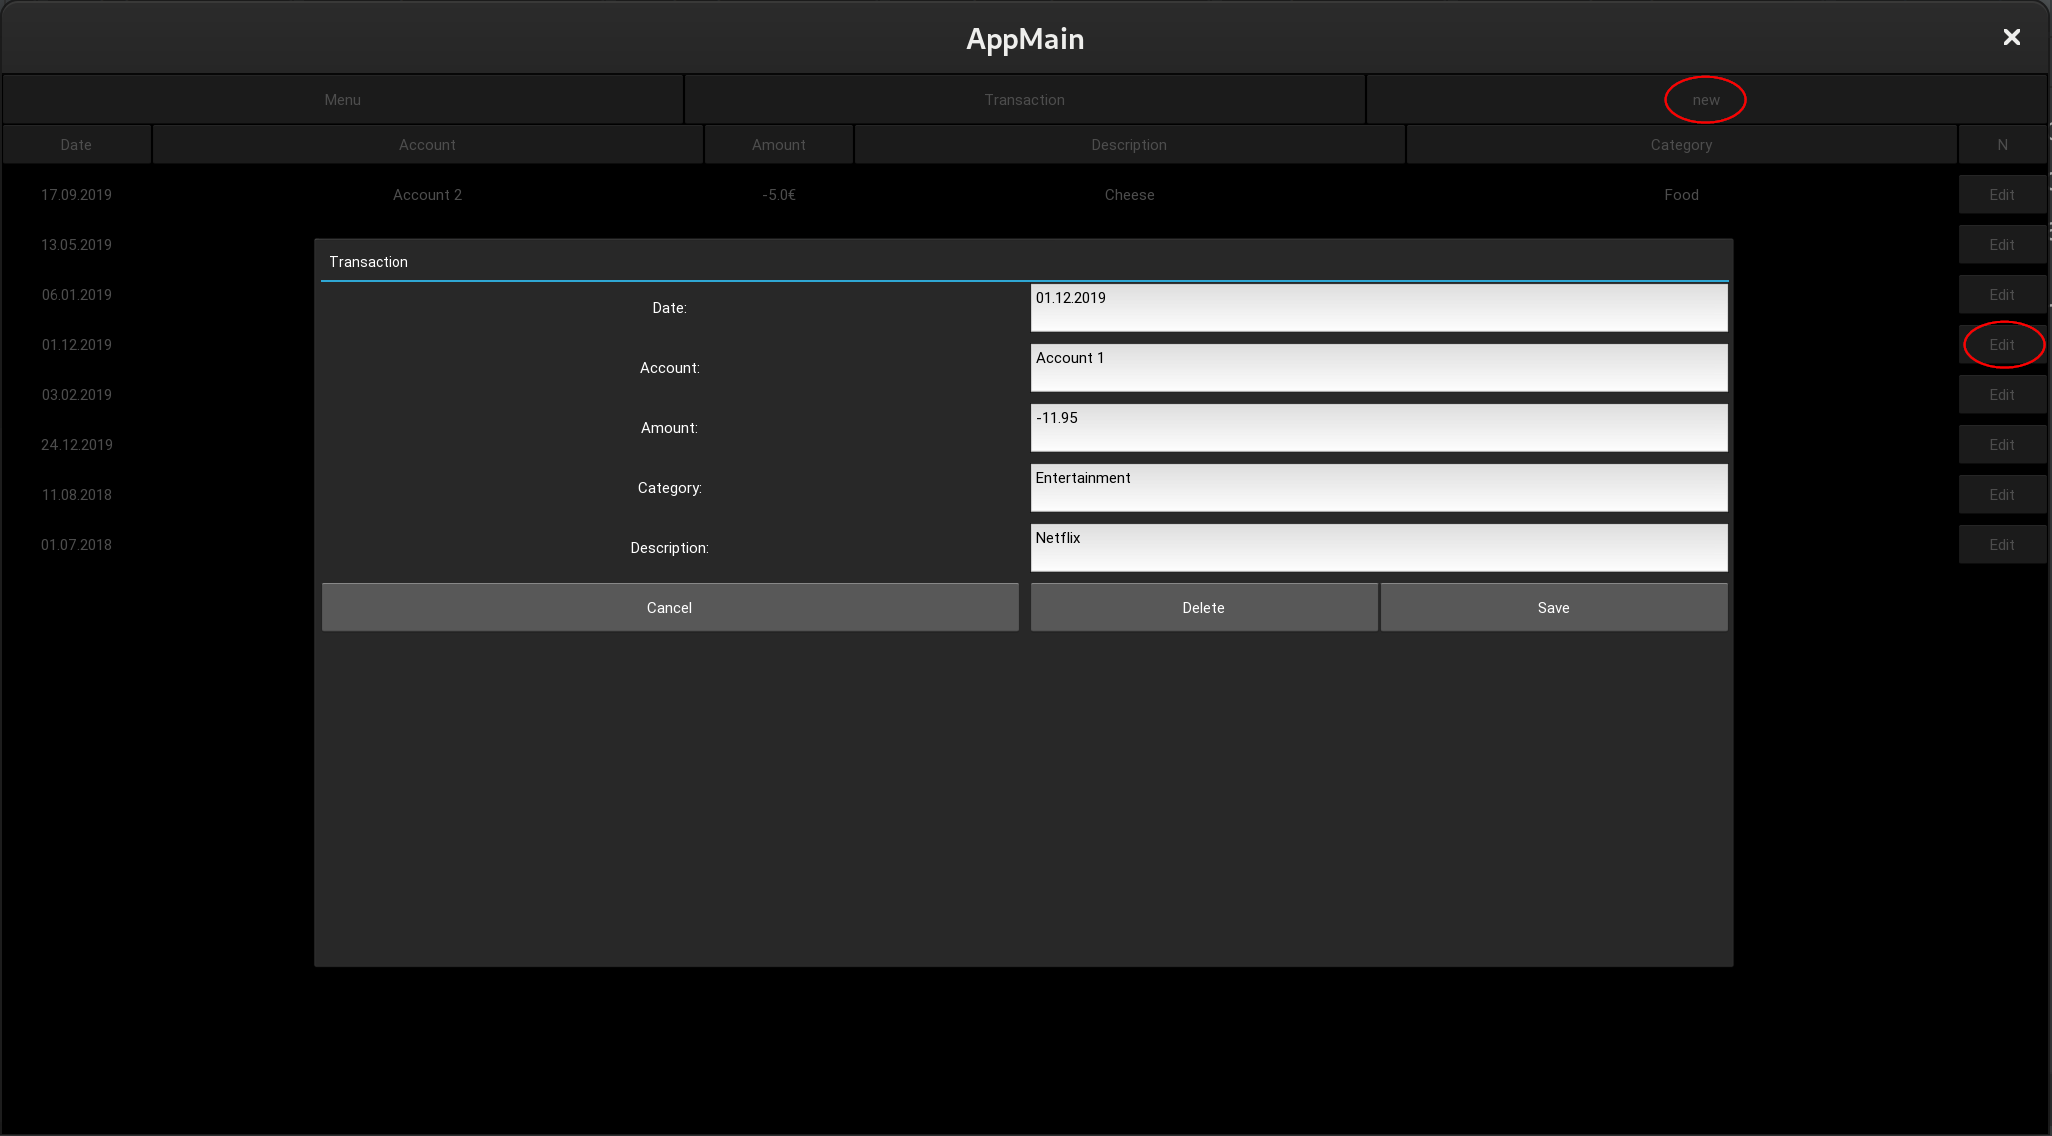 AppMain
Menu Transaction new
Date Account Amount Description Category N
17.09.2019 Account 2 -5.0€ Cheese Food Edit
13.05.2019 Edit
Transaction
06.01.2019 Date: 01.12.2019 Edit
01.12.2019 Account: Account 1 Edit
03.02.2019 Amount: -11.95 Edit
24.12.2019 Category: Entertainment Edit
11.08.2018 Description: Netflix Edit
01.07.2018 Edit
Cancel Delete Save